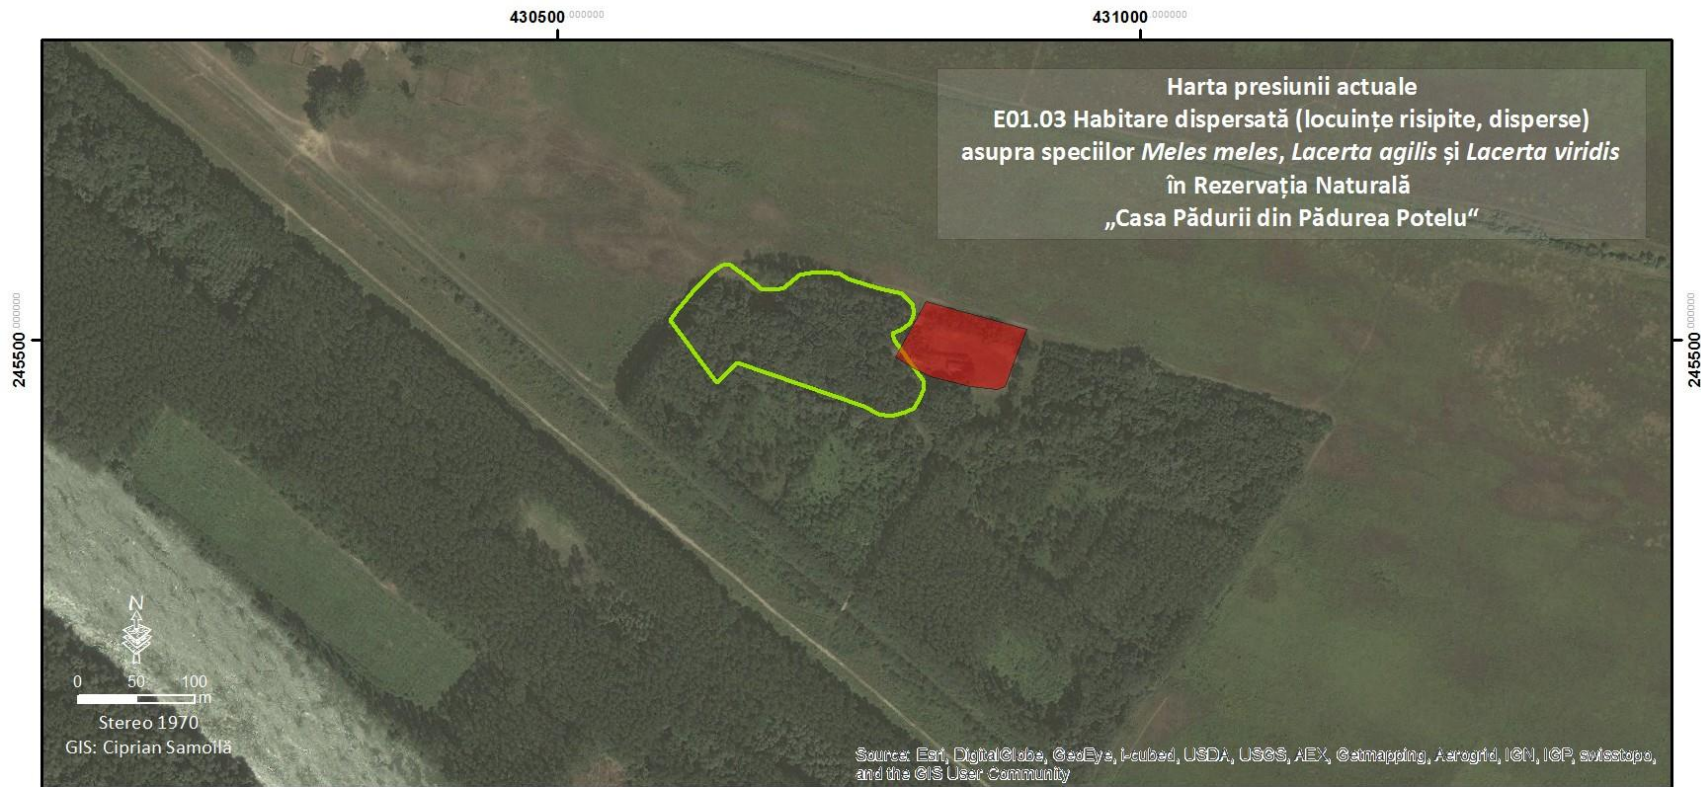 430500.000000 431000.000000
Harta presiunii actuale
E01.03 Habitare dispersată (locuințe risipite, disperse)
asupra speciilor Meles meles, Lacerta agilis și Lacerta viridis
în Rezervația Naturală
„Casa Pădurii din Pădurea Potelu“
245500.000000
245500.000000
N
0 50 100
m
Stereo 1970
GIS: Ciprian Samoilă
Source: Esri, DigitalGlobe, GeoEye, i-cubed, USDA, USGS, AEX, Getmapping, Aerogrid, IGN, IGP, swisstopo,
and the GIS User Community